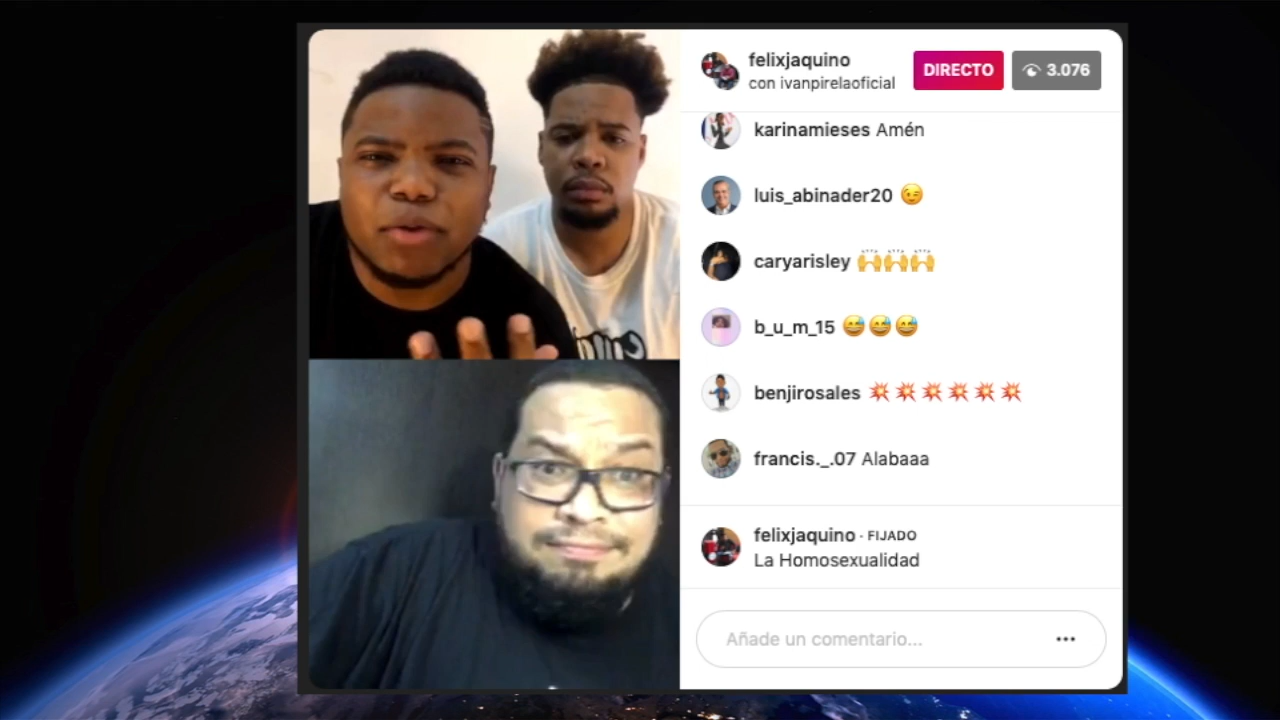 felixjaquino
con ivanpirelaoficial
DIRECTO
3.076
karinamieses Amén
luis_abinader20 😉
caryarisley 🙌🙌🙌
b_u_m_15 😅😅😅
benjirosales 💥💥💥💥💥💥
francis._.07 Alabaaa
felixjaquino · FIJADO
La Homosexualidad
Añade un comentario...